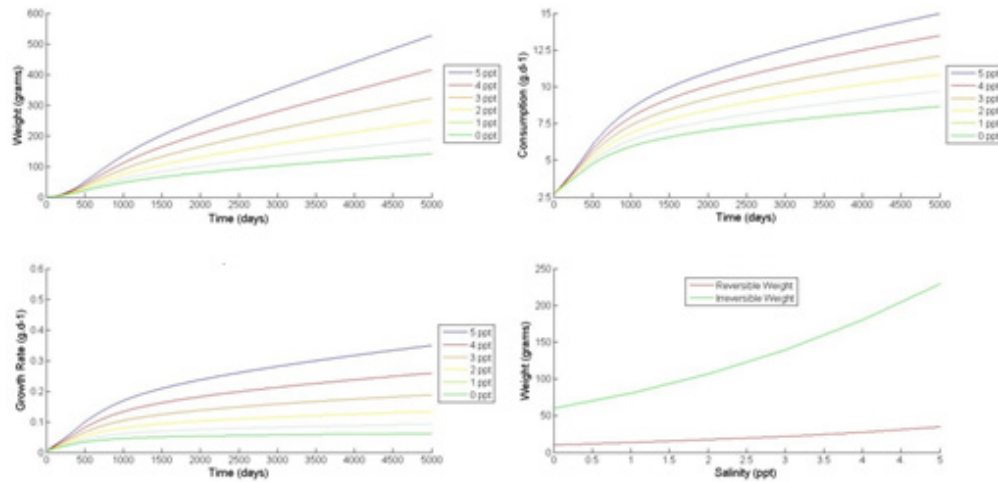 600
500
400
300
200
100
0
Weight (grams)
0 500 1000 1500 2000 2500 3000 3500 4000 4500 5000
Time (days)
5 ppt
4 ppt
3 ppt
2 ppt
1 ppt
0 ppt
15
12.5
10
7.5
5
2.5
Consumption (g.d-1)
0 500 1000 1500 2000 2500 3000 3500 4000 4500 5000
Time (days)
5 ppt
4 ppt
3 ppt
2 ppt
1 ppt
0 ppt
0.6
0.5
0.4
0.3
0.2
0.1
0
Growth Rate (g.d-1)
0 500 1000 1500 2000 2500 3000 3500 4000 4500 5000
Time (days)
5 ppt
4 ppt
3 ppt
2 ppt
1 ppt
0 ppt
250
200
150
100
50
0
Weight (grams)
Reversible Weight
Irreversible Weight
0 0.5 1 1.5 2 2.5 3 3.5 4 4. 5
Salinity (ppt)